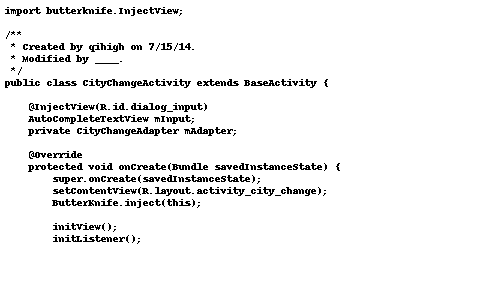 import butterknife.InjectView;
/**
 * Created by qihigh on 7/15/14.
 * Modified by ____.
 */
public class CityChangeActivity extends BaseActivity {
    @InjectView(R.id.dialog_input)
    AutoCompleteTextView mInput;
    private CityChangeAdapter mAdapter;
    @Override
    protected void onCreate(Bundle savedInstanceState) {
        super.onCreate(savedInstanceState);
        setContentView(R.layout.activity_city_change);
        ButterKnife.inject(this);
        initView();
        initListener();